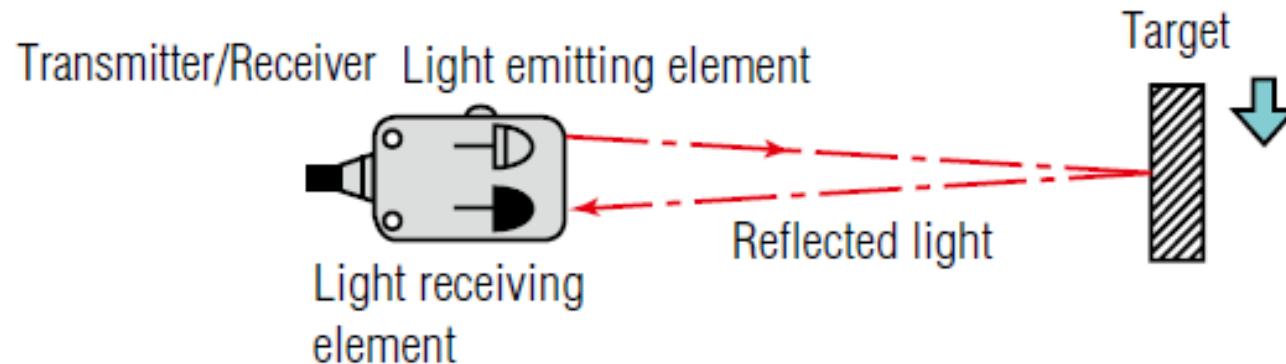 Target
Transmitter/Receiver
Light emitting element
Reflected light
Light receiving
element